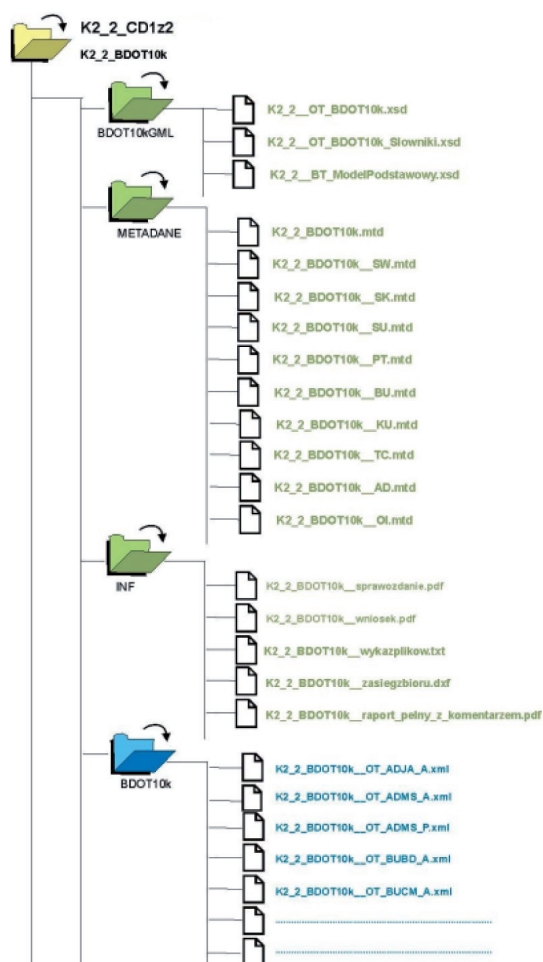 K2_2_CD1z2
K2_2_BDOT10k
BDOT10kGML
K2_2__OT_BDOT10k.xsd
K2_2__OT_BDOT10k_Slowniki.xsd
K2_2__BT_ModelPodstawowy.xsd
METADANE
K2_2_BDOT10k.mtd
K2_2_BDOT10k__SW.mtd
K2_2_BDOT10k__SK.mtd
K2_2_BDOT10k__SU.mtd
K2_2_BDOT10k__PT.mtd
K2_2_BDOT10k__BU.mtd
K2_2_BDOT10k__KU.mtd
K2_2_BDOT10k__TC.mtd
K2_2_BDOT10k__AD.mtd
K2_2_BDOT10k__OI.mtd
INF
K2_2_BDOT10k__sprawozdanie.pdf
K2_2_BDOT10k__wniosek.pdf
K2_2_BDOT10k__wykazplikow.txt
K2_2_BDOT10k__zasiegzbioru.dxf
K2_2_BDOT10k__raport_pelny_z_komentarzem.pdf
BDOT10k
K2_2_BDOT10k__OT_ADJA_A.xml
K2_2_BDOT10k__OT_ADMS_A.xml
K2_2_BDOT10k__OT_ADMS_P.xml
K2_2_BDOT10k__OT_BUBD_A.xml
K2_2_BDOT10k__OT_BUCM_A.xml